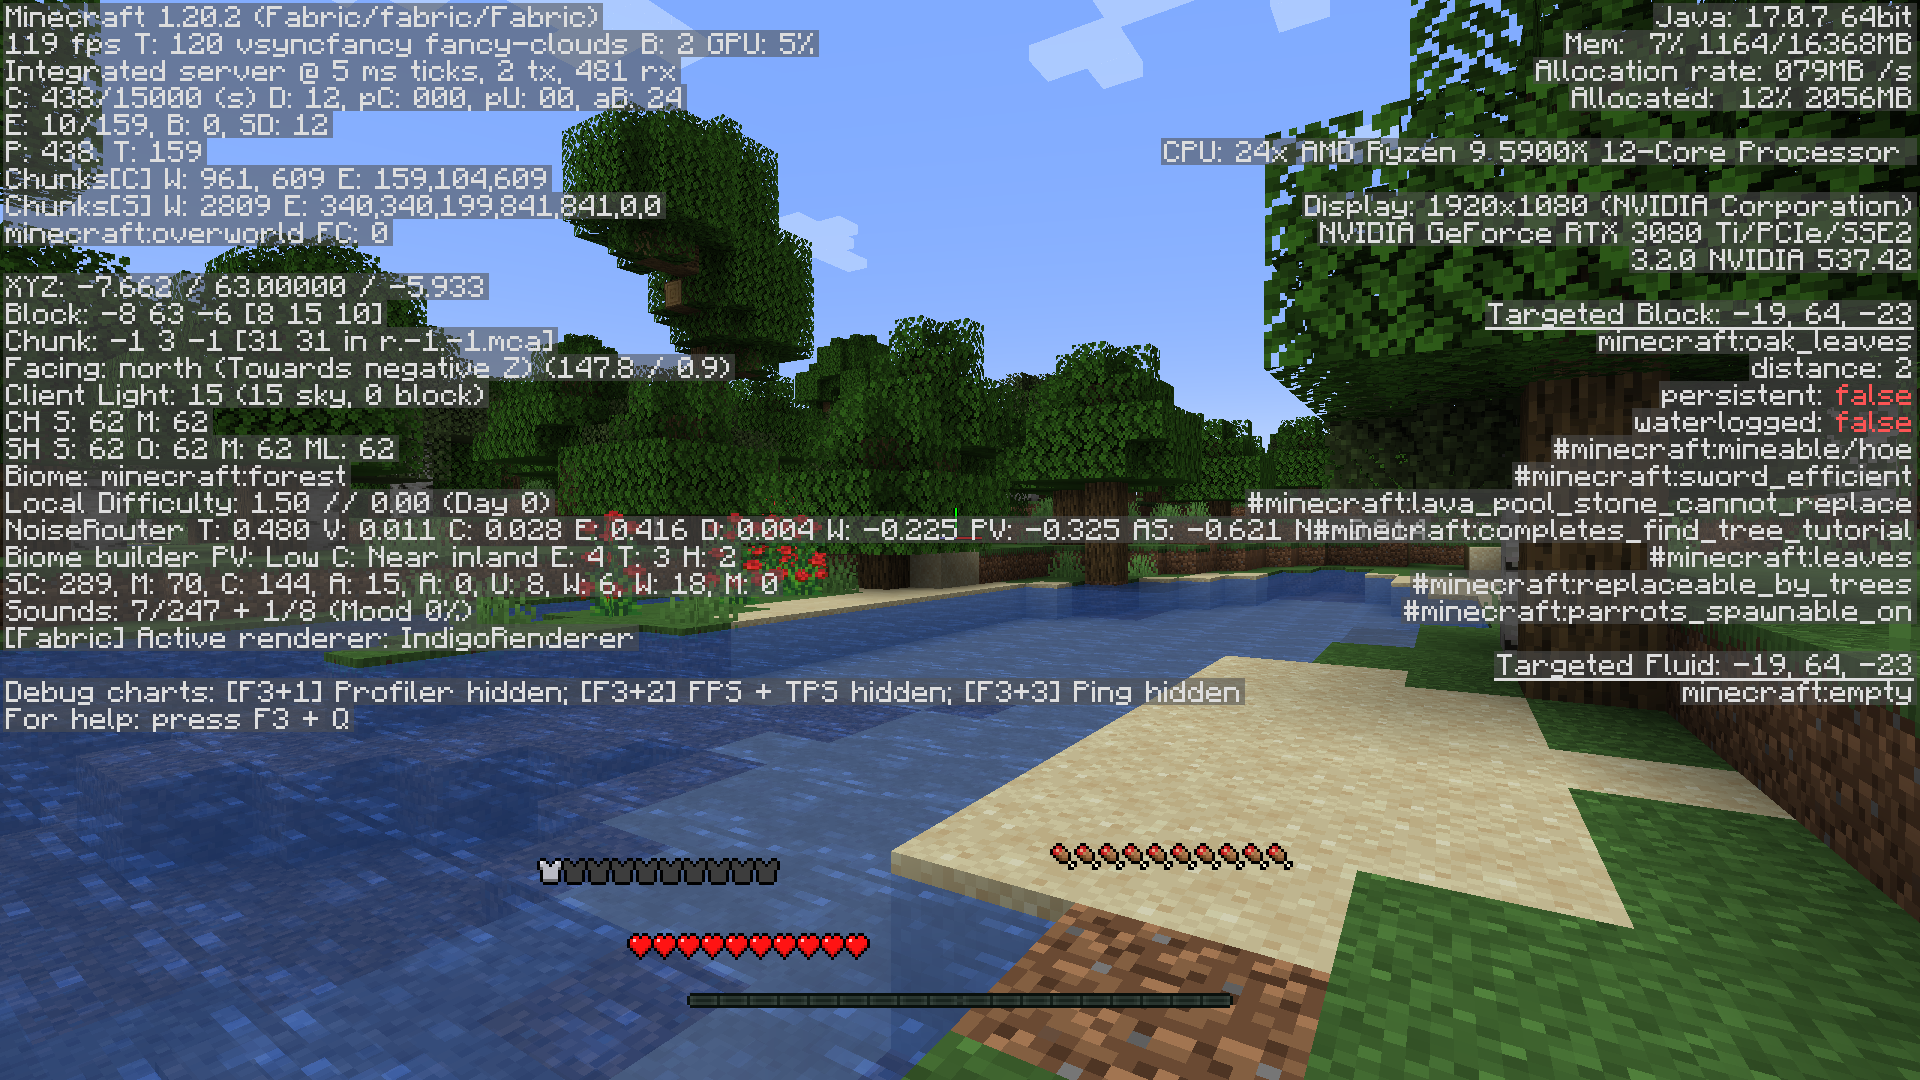 Minecraft 1.20.2 (Fabric/fabric/Fabric)
119 fps T: 120 vsyncfancy fancy-clouds B: 2 GPU: 5%
Integrated server @ 5 ms ticks, 2 tx, 481 rx
C: 438/15000 (s) D: 12, pC: 000, pU: 00, aB: 24
E: 10/159, B: 0, SD: 12
P: 438. T: 159
Chunks[C] W: 961, 609 E: 159,104,609
Chunks[S] W: 2809 E: 340,340,199,841,841,0,0
minecraft:overworld FC: 0
XYZ: -7.663 / 63.00000 / -5.933
Block: -8 63 -6 [8 15 10]
Chunk: -1 3 -1 [31 31 in r.-1.-1.mca]
Facing: north (Towards negative Z) (147.8 / 0.9)
Client Light: 15 (15 sky, 0 block)
CH S: 62 M: 62
SH S: 62 O: 62 M: 62 ML: 62
Biome: minecraft:forest
Local Difficulty: 1.50 // 0.00 (Day 0)
NoiseRouter T: 0.480 V: 0.011 C: 0.028 E: 0.416 D: 0.004 W: -0.225 PV: -0.325 AS: -0.621 N
Biome builder PV: Low C: Near inland E: 4 T: 3 H: 2
SC: 289, M: 70, C: 144, A: 15, A: 0, U: 8, W: 6, W: 18, M: 0
Sounds: 7/247 + 1/8 (Mood 0%)
[Fabric] Active renderer: IndigoRenderer
Debug charts: [F3+1] Profiler hidden; [F3+2] FPS + TPS hidden; [F3+3] Ping hidden
For help: press F3 + Q
Java: 17.0.7 64bit
Mem: 7% 1164/16368MB
Allocation rate: 079MB /s
Allocated: 12% 2056MB
CPU: 24x AMD Ryzen 9 5900X 12-Core Processor
Display: 1920x1080 (NVIDIA Corporation)
NVIDIA GeForce RTX 3080 Ti/PCIe/SSE2
3.2.0 NVIDIA 537.42
Targeted Block: -19, 64, -23
minecraft:oak_leaves
distance: 2
persistent: false
waterlogged: false
#minecraft:mineable/hoe
#minecraft:sword_efficient
#minecraft:lava_pool_stone_cannot_replace
#minecraft:completes_find_tree_tutorial
#minecraft:leaves
#minecraft:replaceable_by_trees
#minecraft:parrots_spawnable_on
Targeted Fluid: -19, 64, -23
minecraft:empty